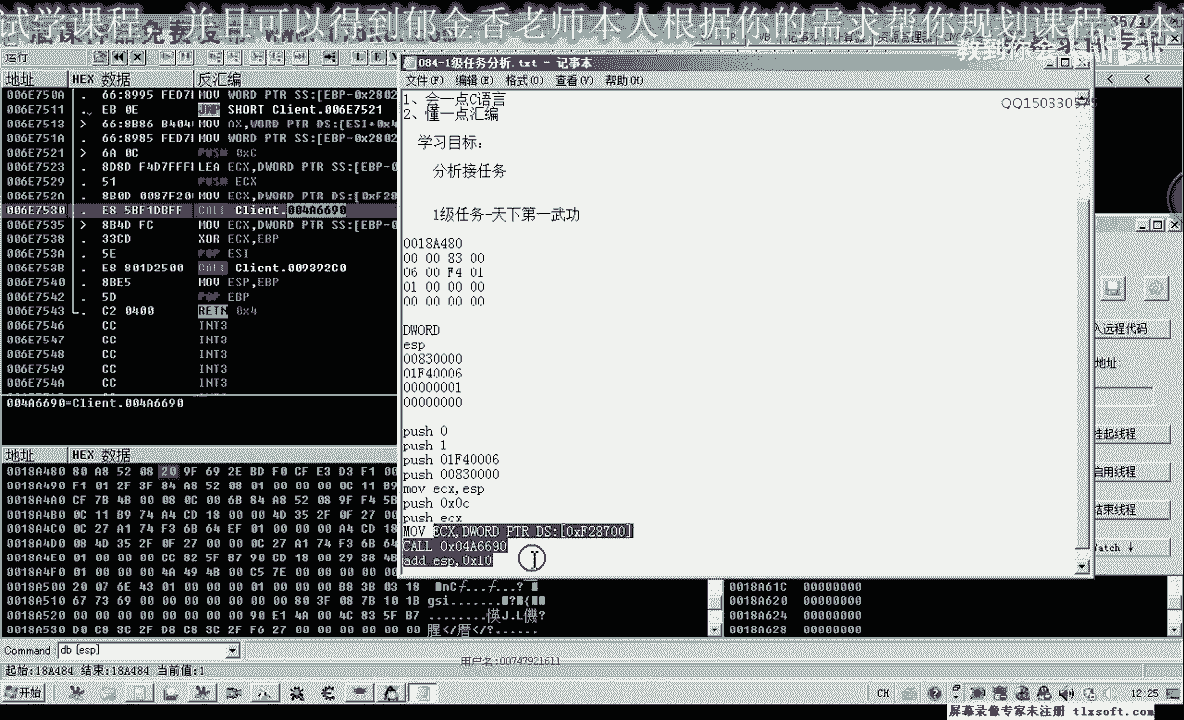 试学课程 并且可以得到郁金香老师本人根据你的需求帮你规划课程
运行
084-1级任务分析.txt - 记事本
文件(F) 编辑(E) 格式(O) 查看(V) 帮助(H)
QQ150330575
地址 HEX 数据 反汇编
006E750A . 66:8995 FED7 MOV WORD PTR SS:[EBP-0x2802
006E7511 . EB 0E JMP SHORT Client.006E7521
006E7513 > 66:8B86 B404 MOV AX,WORD PTR DS:[ESI+0x4
006E751A . 66:8985 FED7 MOV WORD PTR SS:[EBP-0x2802
006E7521 > 6A 0C PUSH 0xC
006E7523 . 8D8D F4D7FFF LEA ECX,DWORD PTR SS:[EBP-0
006E7529 . 51 PUSH ECX
006E752A . 8B0D 0087F20 MOV ECX,DWORD PTR DS:[0xF28
006E7530 . E8 5BF1DBFF CALL Client.004A6690
006E7535 > 8B4D FC MOV ECX,DWORD PTR SS:[EBP-0
006E7538 . 33CD XOR ECX,EBP
006E753A . 5E POP ESI
006E753B . E8 801D2500 CALL Client.009392C0
006E7540 . 8BE5 MOV ESP,EBP
006E7542 . 5D POP EBP
006E7543 . C2 0400 RETN 0x4
006E7546 CC INT3
006E7547 CC INT3
006E7548 CC INT3
006E7549 CC INT3
006E754A CC INT3
004A6690=Client.004A6690
1、会一点C语言
2、懂一点汇编
学习目标:
分析接任务
1级任务-天下第一武功
0018A480
00 00 83 00
06 00 F4 01
01 00 00 00
00 00 00 00
DWORD
esp
00830000
01F40006
00000001
00000000
push 0
push 1
push 01F40006
push 00830000
mov ecx,esp
push 0x0c
push ecx
MOV ECX,DWORD PTR DS:[0xF28700]
CALL 0x04A6690
add esp,0x10
入远程代码
地址:
挂起线程
启用线程
结束线程
地址 HEX 数据
0018A480 80 A8 52 08 20 9F 69 2E BD F0 CF E3 D3 F1 00
0018A490 F1 01 2F 3F 84 A8 52 08 01 00 00 00 0C 11 B9
0018A4A0 CF 7B 4B 00 08 0C 00 6B 84 A8 52 08 9F F4 5B
0018A4B0 0C 11 B9 74 A4 CD 18 00 00 4D 35 2F 0F 27 00
0018A4C0 0C 27 A1 74 F3 6B 64 EF 01 00 00 00 A4 CD 18
0018A4D0 08 4D 35 2F 0F 27 00 00 0C 27 A1 74 F3 6B 64
0018A4E0 01 00 00 00 CC 82 5F B7 90 CD 18 00 29 38 4B
0018A4F0 01 00 00 00 4A 49 4B 00 C5 7E 00 00 00 00 00
0018A500 20 07 6E 43 01 00 00 00 01 00 00 00 B8 3B 03 18
0018A510 67 73 69 00 00 00 00 00 00 00 80 3F 08 7B 10 1B
0018A520 00 00 00 00 00 00 00 00 98 E1 4A 00 4C 83 5F B7
0018A530 D0 C8 3C 2F D8 C8 3C 2F F6 27 00 00 00 00 00 00
0018A61C 00000000
0018A620 00000000
0018A624 00000000
0018A628 00000000
Command: db [esp]
用户名:00747921611
起始:18A484 结束:18A484 当前值:1
开始
CH
12:25
屏幕录像专家未注册 tlxsoft.com